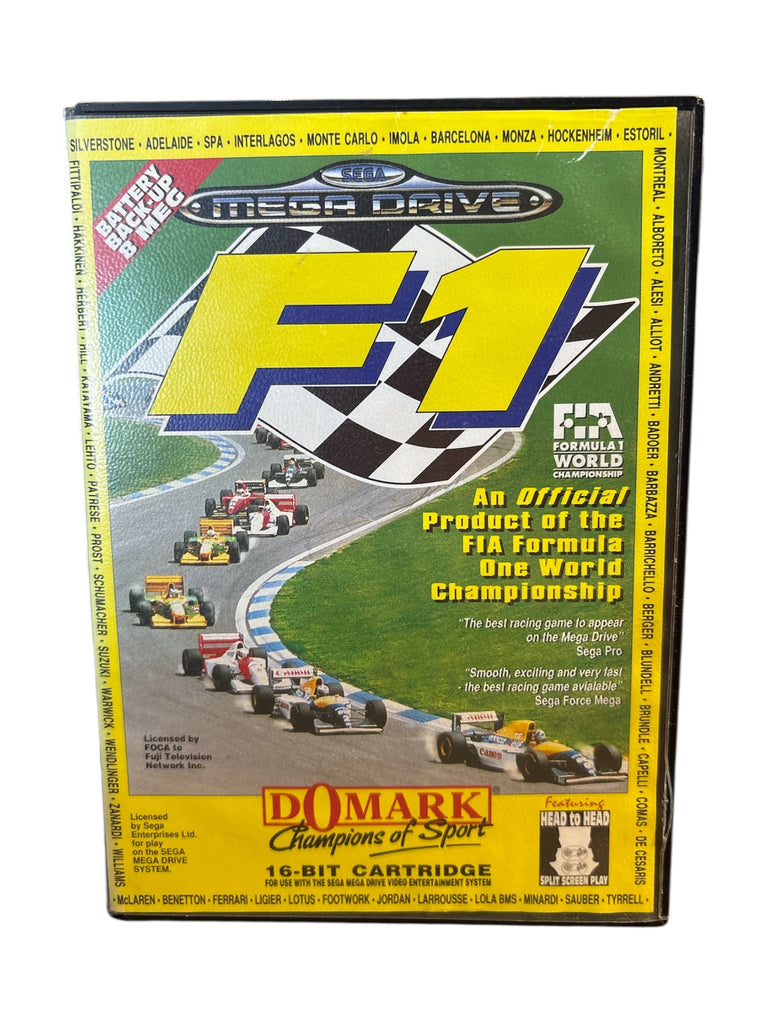 SILVERSTONE • ADELAIDE • SPA • INTERLAGOS • MONTE CARLO • IMOLA • BARCELONA • MONZA • HOCKENHEIM • ESTORIL •
MONTREAL • ALBORETO • ALESI • ALLIOT • ANDRETTI • BADOER • BARBAZZA • BARRICHELLO • BERGER • BLUNDELL • BRUNDLE • CAPELLI • COMAS • DE CESARIS
FITTIPALDI • HAKKINEN • HERBERT • HILL • KATAYAMA • LEHTO • PATRESE • PROST • SCHUMACHER • SUZUKI • WARWICK • WENDLINGER • ZANARDI • WILLIAMS
BATTERY
BACK-UP
8 MEG
SEGA
MEGA DRIVE
F1
FIA
FORMULA 1
WORLD
CHAMPIONSHIP
An Official
Product of the
FIA Formula
One World
Championship
"The best racing game to appear
on the Mega Drive"
Sega Pro
"Smooth, exciting and very fast
- the best racing game avialable"
Sega Force Mega
Canon
Canon
Canon
Licensed by
FOCA to
Fuji Television
Network Inc.
DOMARK®
Champions of Sport
Licensed
by Sega
Enterprises Ltd.
for play
on the SEGA
MEGA DRIVE
SYSTEM.
16-BIT CARTRIDGE
FOR USE WITH THE SEGA MEGA DRIVE VIDEO ENTERTAINMENT SYSTEM
Featuring
HEAD to HEAD
SPLIT SCREEN PLAY
• McLAREN • BENETTON • FERRARI • LIGIER • LOTUS • FOOTWORK • JORDAN • LARROUSSE • LOLA BMS • MINARDI • SAUBER • TYRRELL •